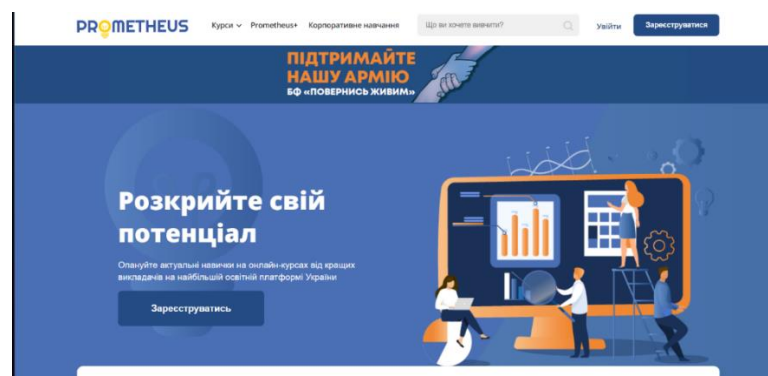 PROMETHEUS
Курси Prometheus+ Корпоративне навчання Що ви хочете вивчити? Увійти Зареєструватися
ПІДТРИМАЙТЕ
НАШУ АРМІЮ
БФ «ПОВЕРНИСЬ ЖИВИМ»
Розкрийте свій
потенціал
Опануйте актуальні навички на онлайн-курсах від кращих
викладачів на найбільшій освітній платформі України
Зареєструватись